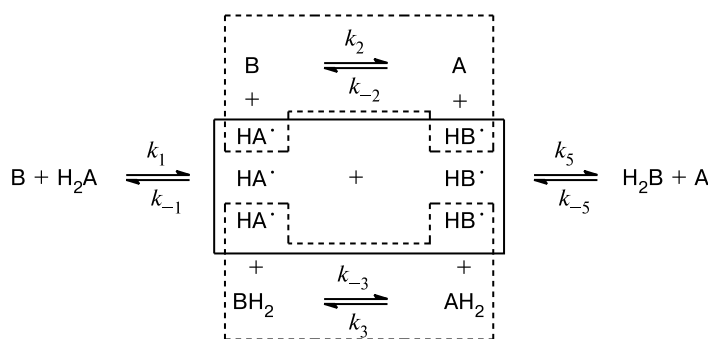 k₂
B A
k₋₂
+ +
HA˙ HB˙
k₁ k₅
B + H₂A HA˙ + HB˙ H₂B + A
k₋₁ k₋₅
HA˙ HB˙
+ +
k₋₃
BH₂ AH₂
k₃